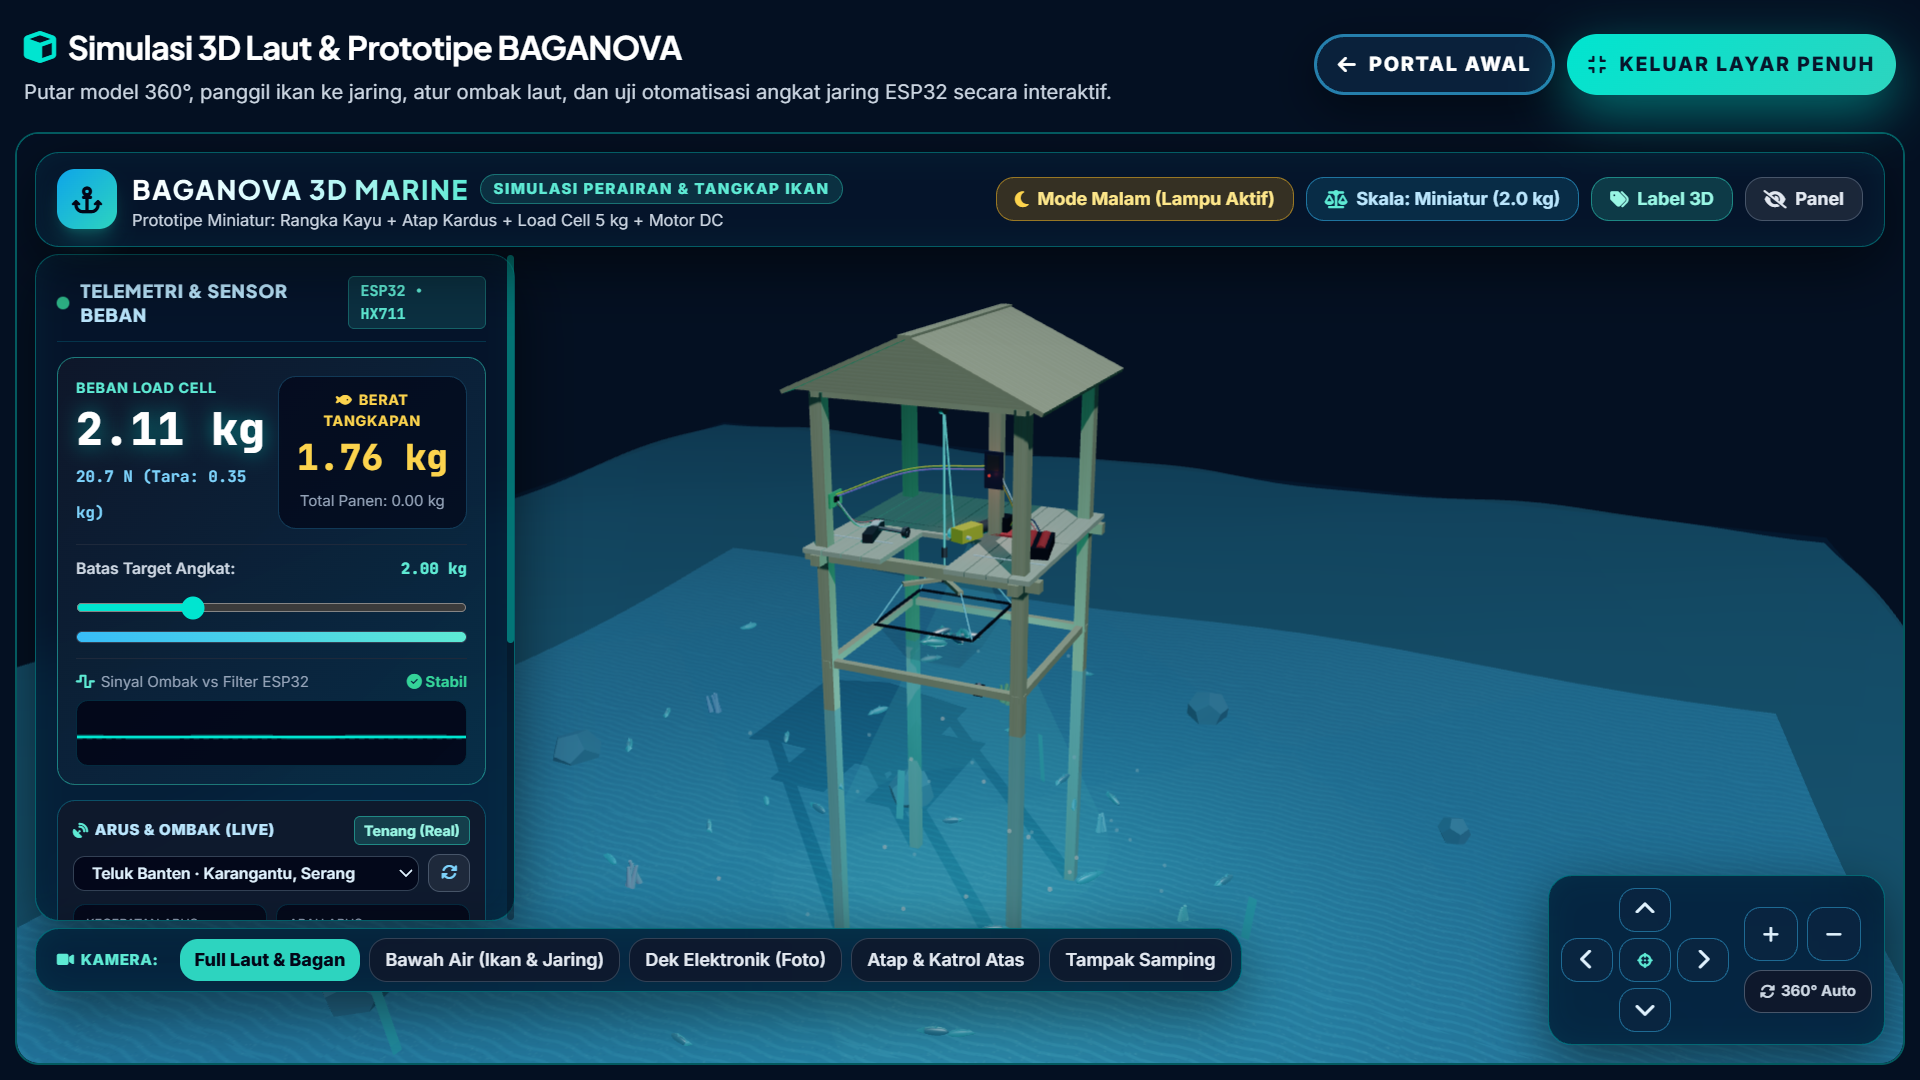 Simulasi 3D Laut & Prototipe BAGANOVA
Putar model 360°, panggil ikan ke jaring, atur ombak laut, dan uji otomatisasi angkat jaring ESP32 secara interaktif.
PORTAL AWAL
KELUAR LAYAR PENUH
BAGANOVA 3D MARINE
SIMULASI PERAIRAN & TANGKAP IKAN
Prototipe Miniatur: Rangka Kayu + Atap Kardus + Load Cell 5 kg + Motor DC
Mode Malam (Lampu Aktif)
Skala: Miniatur (2.0 kg)
Label 3D
Panel
TELEMETRI & SENSOR
BEBAN
ESP32 •
HX711
BEBAN LOAD CELL
2.11 kg
20.7 N (Tara: 0.35
kg)
BERAT
TANGKAPAN
1.76 kg
Total Panen: 0.00 kg
Batas Target Angkat:
2.00 kg
Sinyal Ombak vs Filter ESP32
Stabil
ARUS & OMBAK (LIVE)
Tenang (Real)
Teluk Banten · Karangantu, Serang
KAMERA:
Full Laut & Bagan
Bawah Air (Ikan & Jaring)
Dek Elektronik (Foto)
Atap & Katrol Atas
Tampak Samping
+
−
360° Auto